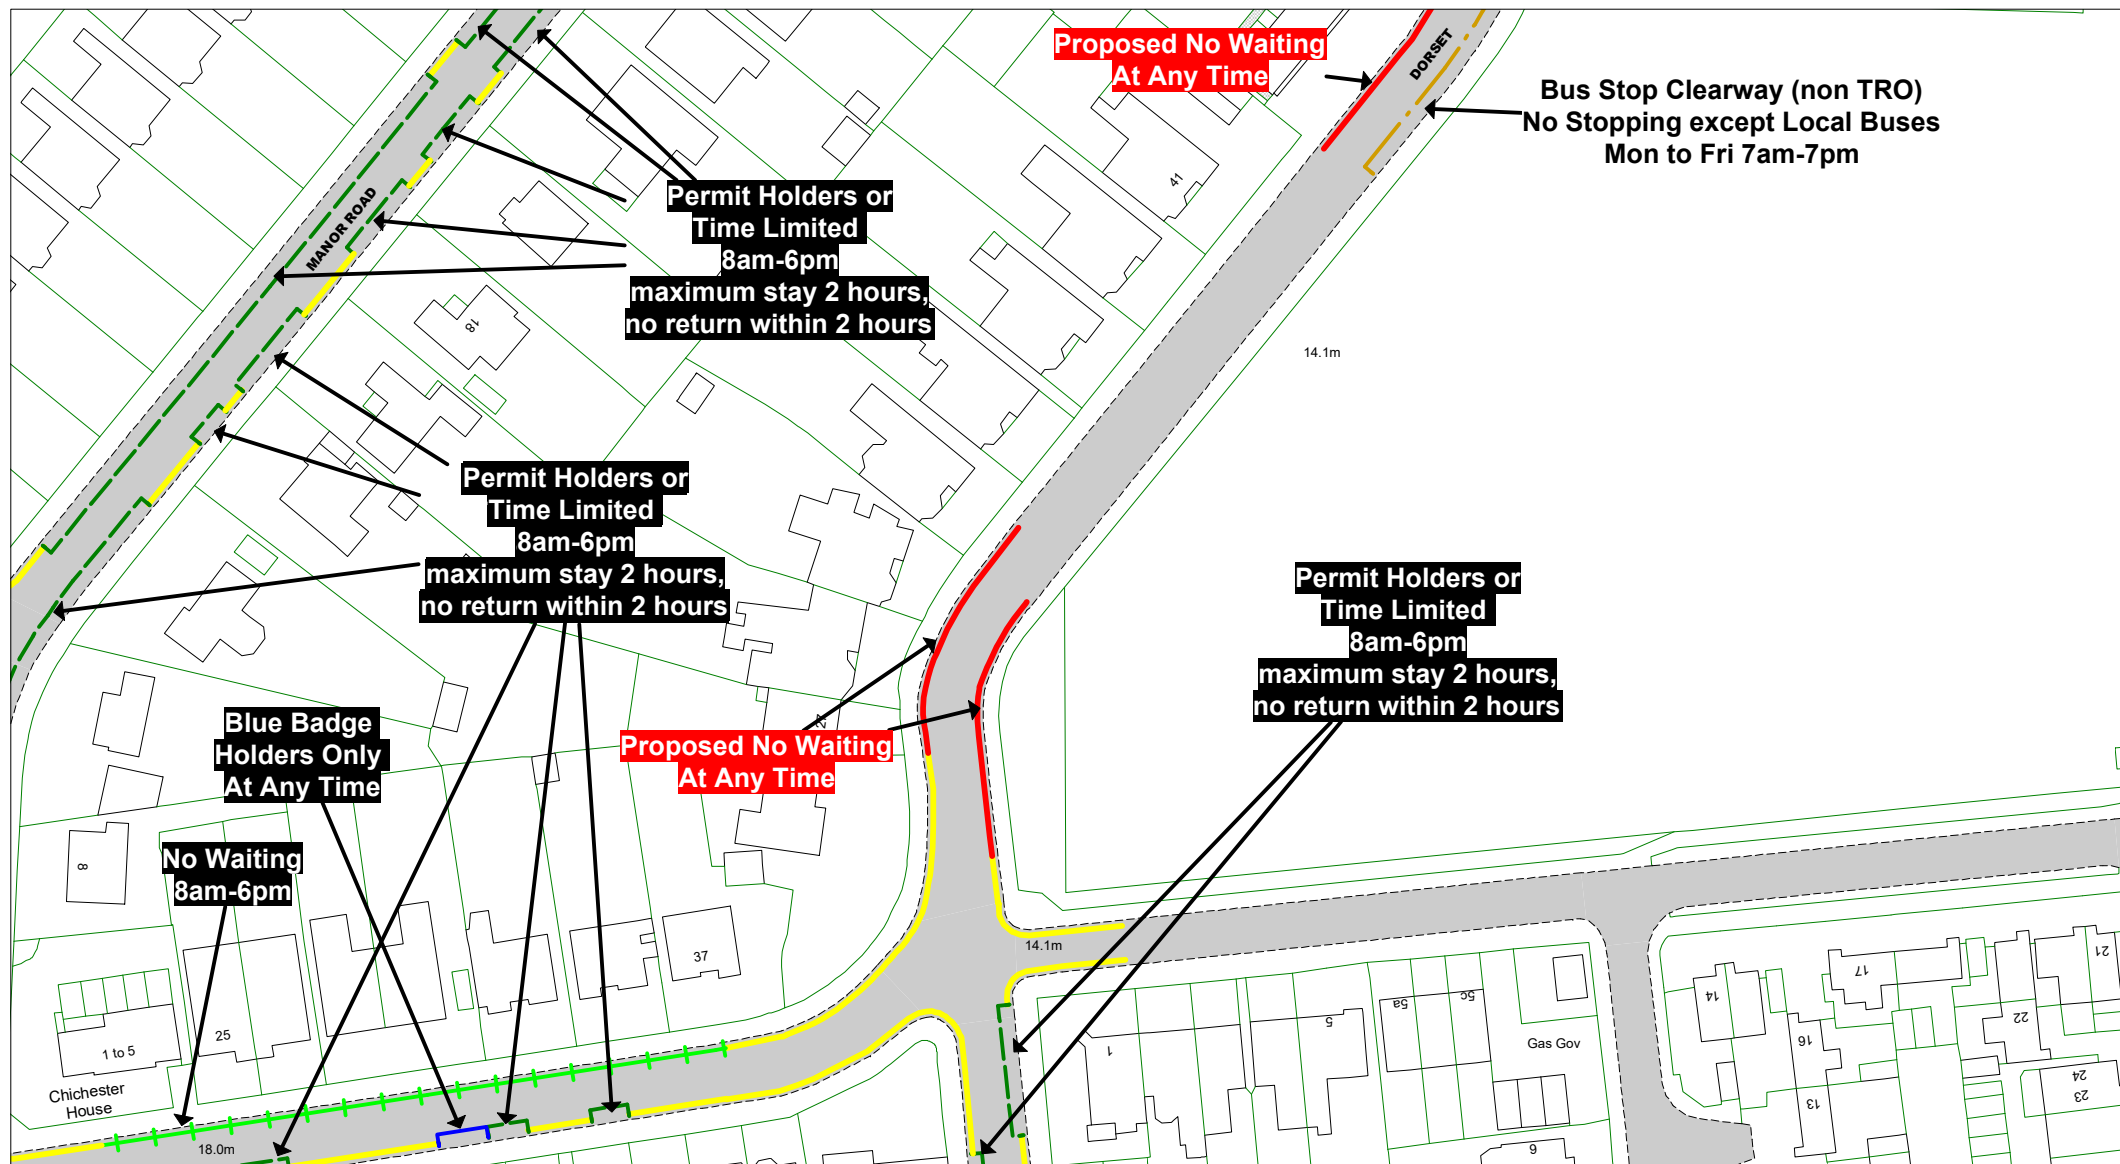 Proposed No Waiting
At Any Time
DORSET
Bus Stop Clearway (non TRO)
No Stopping except Local Buses
Mon to Fri 7am-7pm
MANOR ROAD
Permit Holders or
Time Limited
8am-6pm
maximum stay 2 hours,
no return within 2 hours
41
18
14.1m
Permit Holders or
Time Limited
8am-6pm
maximum stay 2 hours,
no return within 2 hours
Permit Holders or
Time Limited
8am-6pm
maximum stay 2 hours,
no return within 2 hours
Blue Badge
Holders Only
At Any Time
Proposed No Waiting
At Any Time
No Waiting
8am-6pm
8
37
14.1m
25
1 to 5
Chichester
House
18.0m
1
5
5a
5c
Gas Gov
14
17
21
16
22
13
24
23